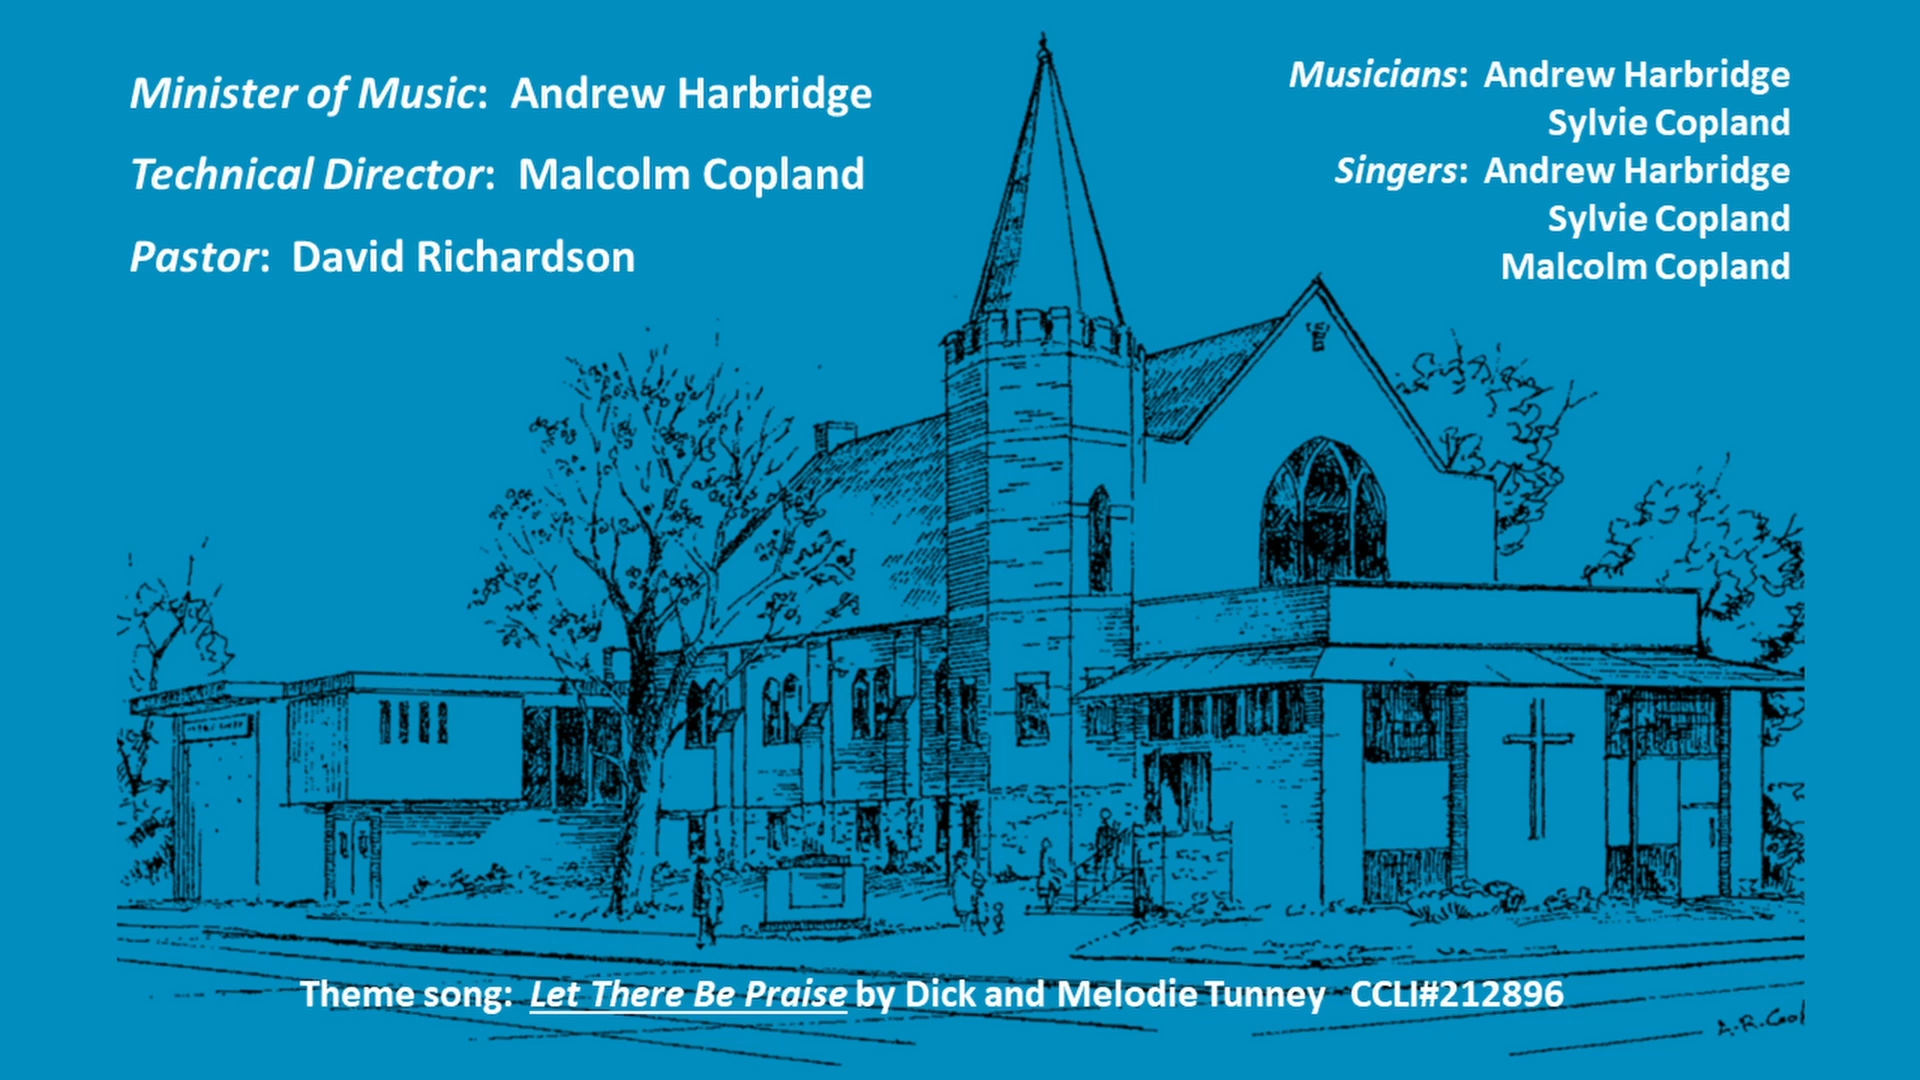 Minister of Music: Andrew Harbridge
Technical Director: Malcolm Copland
Pastor: David Richardson
Musicians: Andrew Harbridge
Sylvie Copland
Singers: Andrew Harbridge
Sylvie Copland
Malcolm Copland
Theme song: Let There Be Praise by Dick and Melodie Tunney CCLI#212896